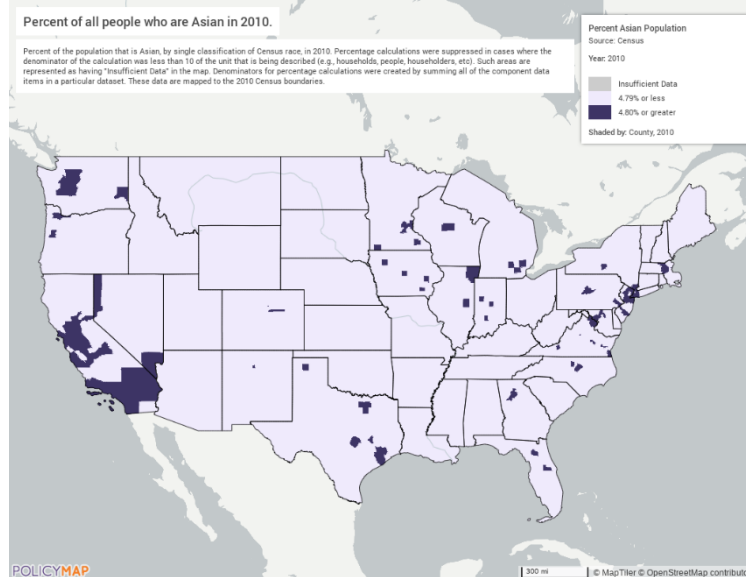 Percent of all people who are Asian in 2010.
Percent of the population that is Asian, by single classification of Census race, in 2010. Percentage calculations were suppressed in cases where the
denominator of the calculation was less than 10 of the unit that is being described (e.g., households, people, householders, etc). Such areas are
represented as having "Insufficient Data" in the map. Denominators for percentage calculations were created by summing all of the component data
items in a particular dataset. These data are mapped to the 2010 Census boundaries.
Percent Asian Population
Source: Census
Year: 2010
Insufficient Data
4.79% or less
4.80% or greater
Shaded by: County, 2010
POLICYMAP
300 mi
© MapTiler © OpenStreetMap contributo